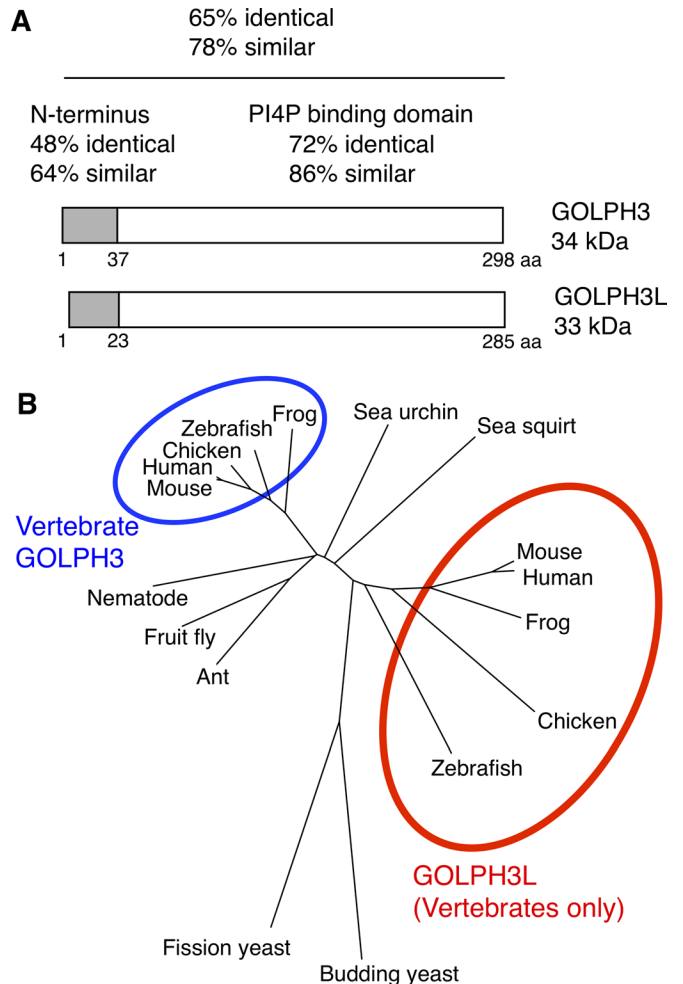 A
65% identical
78% similar
N-terminus
48% identical
64% similar
PI4P binding domain
72% identical
86% similar
GOLPH3
34 kDa
1 37 298 aa
GOLPH3L
33 kDa
1 23 285 aa
B
Frog
Zebrafish
Chicken
Human
Mouse
Vertebrate
GOLPH3
Sea urchin
Sea squirt
Mouse
Human
Frog
Chicken
Zebrafish
Nematode
Fruit fly
Ant
GOLPH3L
(Vertebrates only)
Fission yeast
Budding yeast